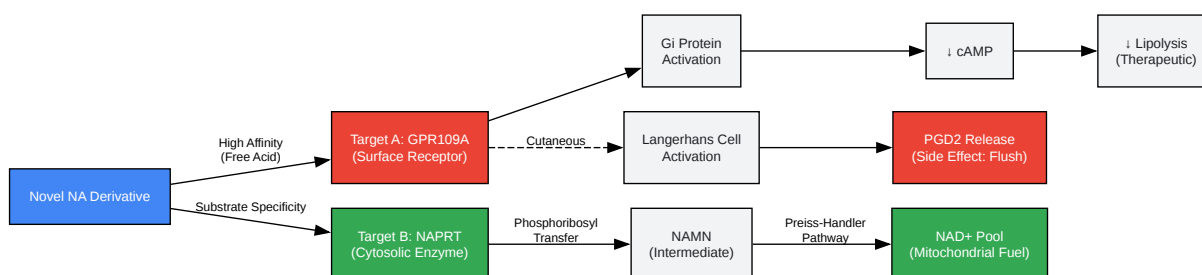 Gi Protein
Activation
↓ cAMP
↓ Lipolysis
(Therapeutic)
High Affinity
(Free Acid)
Target A: GPR109A
(Surface Receptor)
Cutaneous
Langerhans Cell
Activation
PGD2 Release
(Side Effect: Flush)
Novel NA Derivative
Substrate Specificity
Target B: NAPRT
(Cytosolic Enzyme)
Phosphoribosyl
Transfer
NAMN
(Intermediate)
Preiss-Handler
Pathway
NAD+ Pool
(Mitochondrial Fuel)